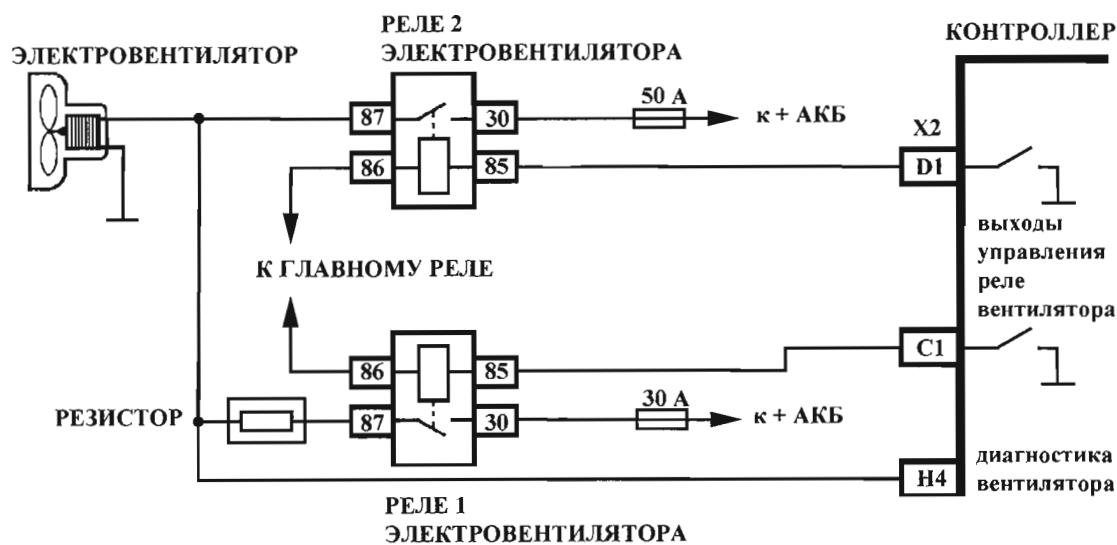 РЕЛЕ 2
ЭЛЕКТРОВЕНТИЛЯТОРА
ЭЛЕКТРОВЕНТИЛЯТОР
КОНТРОЛЛЕР
87
30
50 А
к + АКБ
X2
86
85
D1
выходы
управления
реле
вентилятора
К ГЛАВНОМУ РЕЛЕ
86
85
C1
РЕЗИСТОР
87
30
30 А
к + АКБ
H4
диагностика
вентилятора
РЕЛЕ 1
ЭЛЕКТРОВЕНТИЛЯТОРА